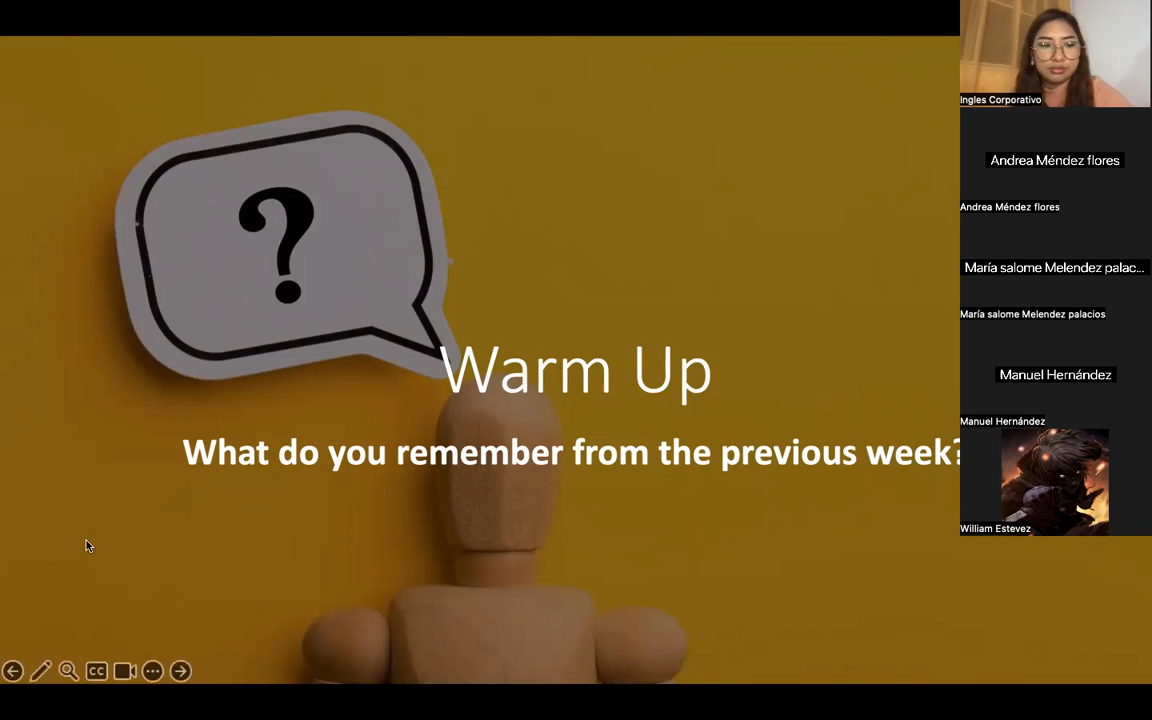 ?
Warm Up
What do you remember from the previous week?
Ingles Corporativo
Andrea Méndez flores
Andrea Méndez flores
María salome Melendez palac...
María salome Melendez palacios
Manuel Hernández
Manuel Hernández
William Estevez
CC